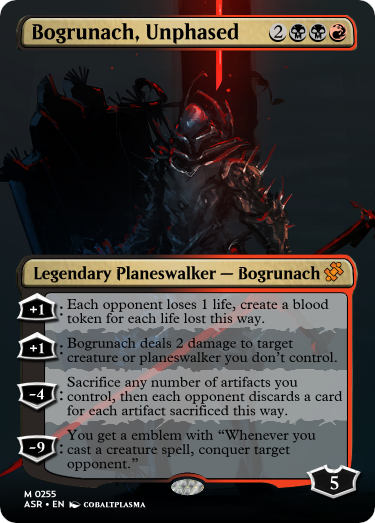 Bogrunach, Unphased 2
Legendary Planeswalker — Bogrunach
+1: Each opponent loses 1 life, create a blood
token for each life lost this way.
+1: Bogrunach deals 2 damage to target
creature or planeswalker you don't control.
−4: Sacrifice any number of artifacts you
control, then each opponent discards a card
for each artifact sacrificed this way.
−9: You get a emblem with “Whenever you
cast a creature spell, conquer target
opponent.”
5
M 0255
ASR • EN COBALTPLASMA